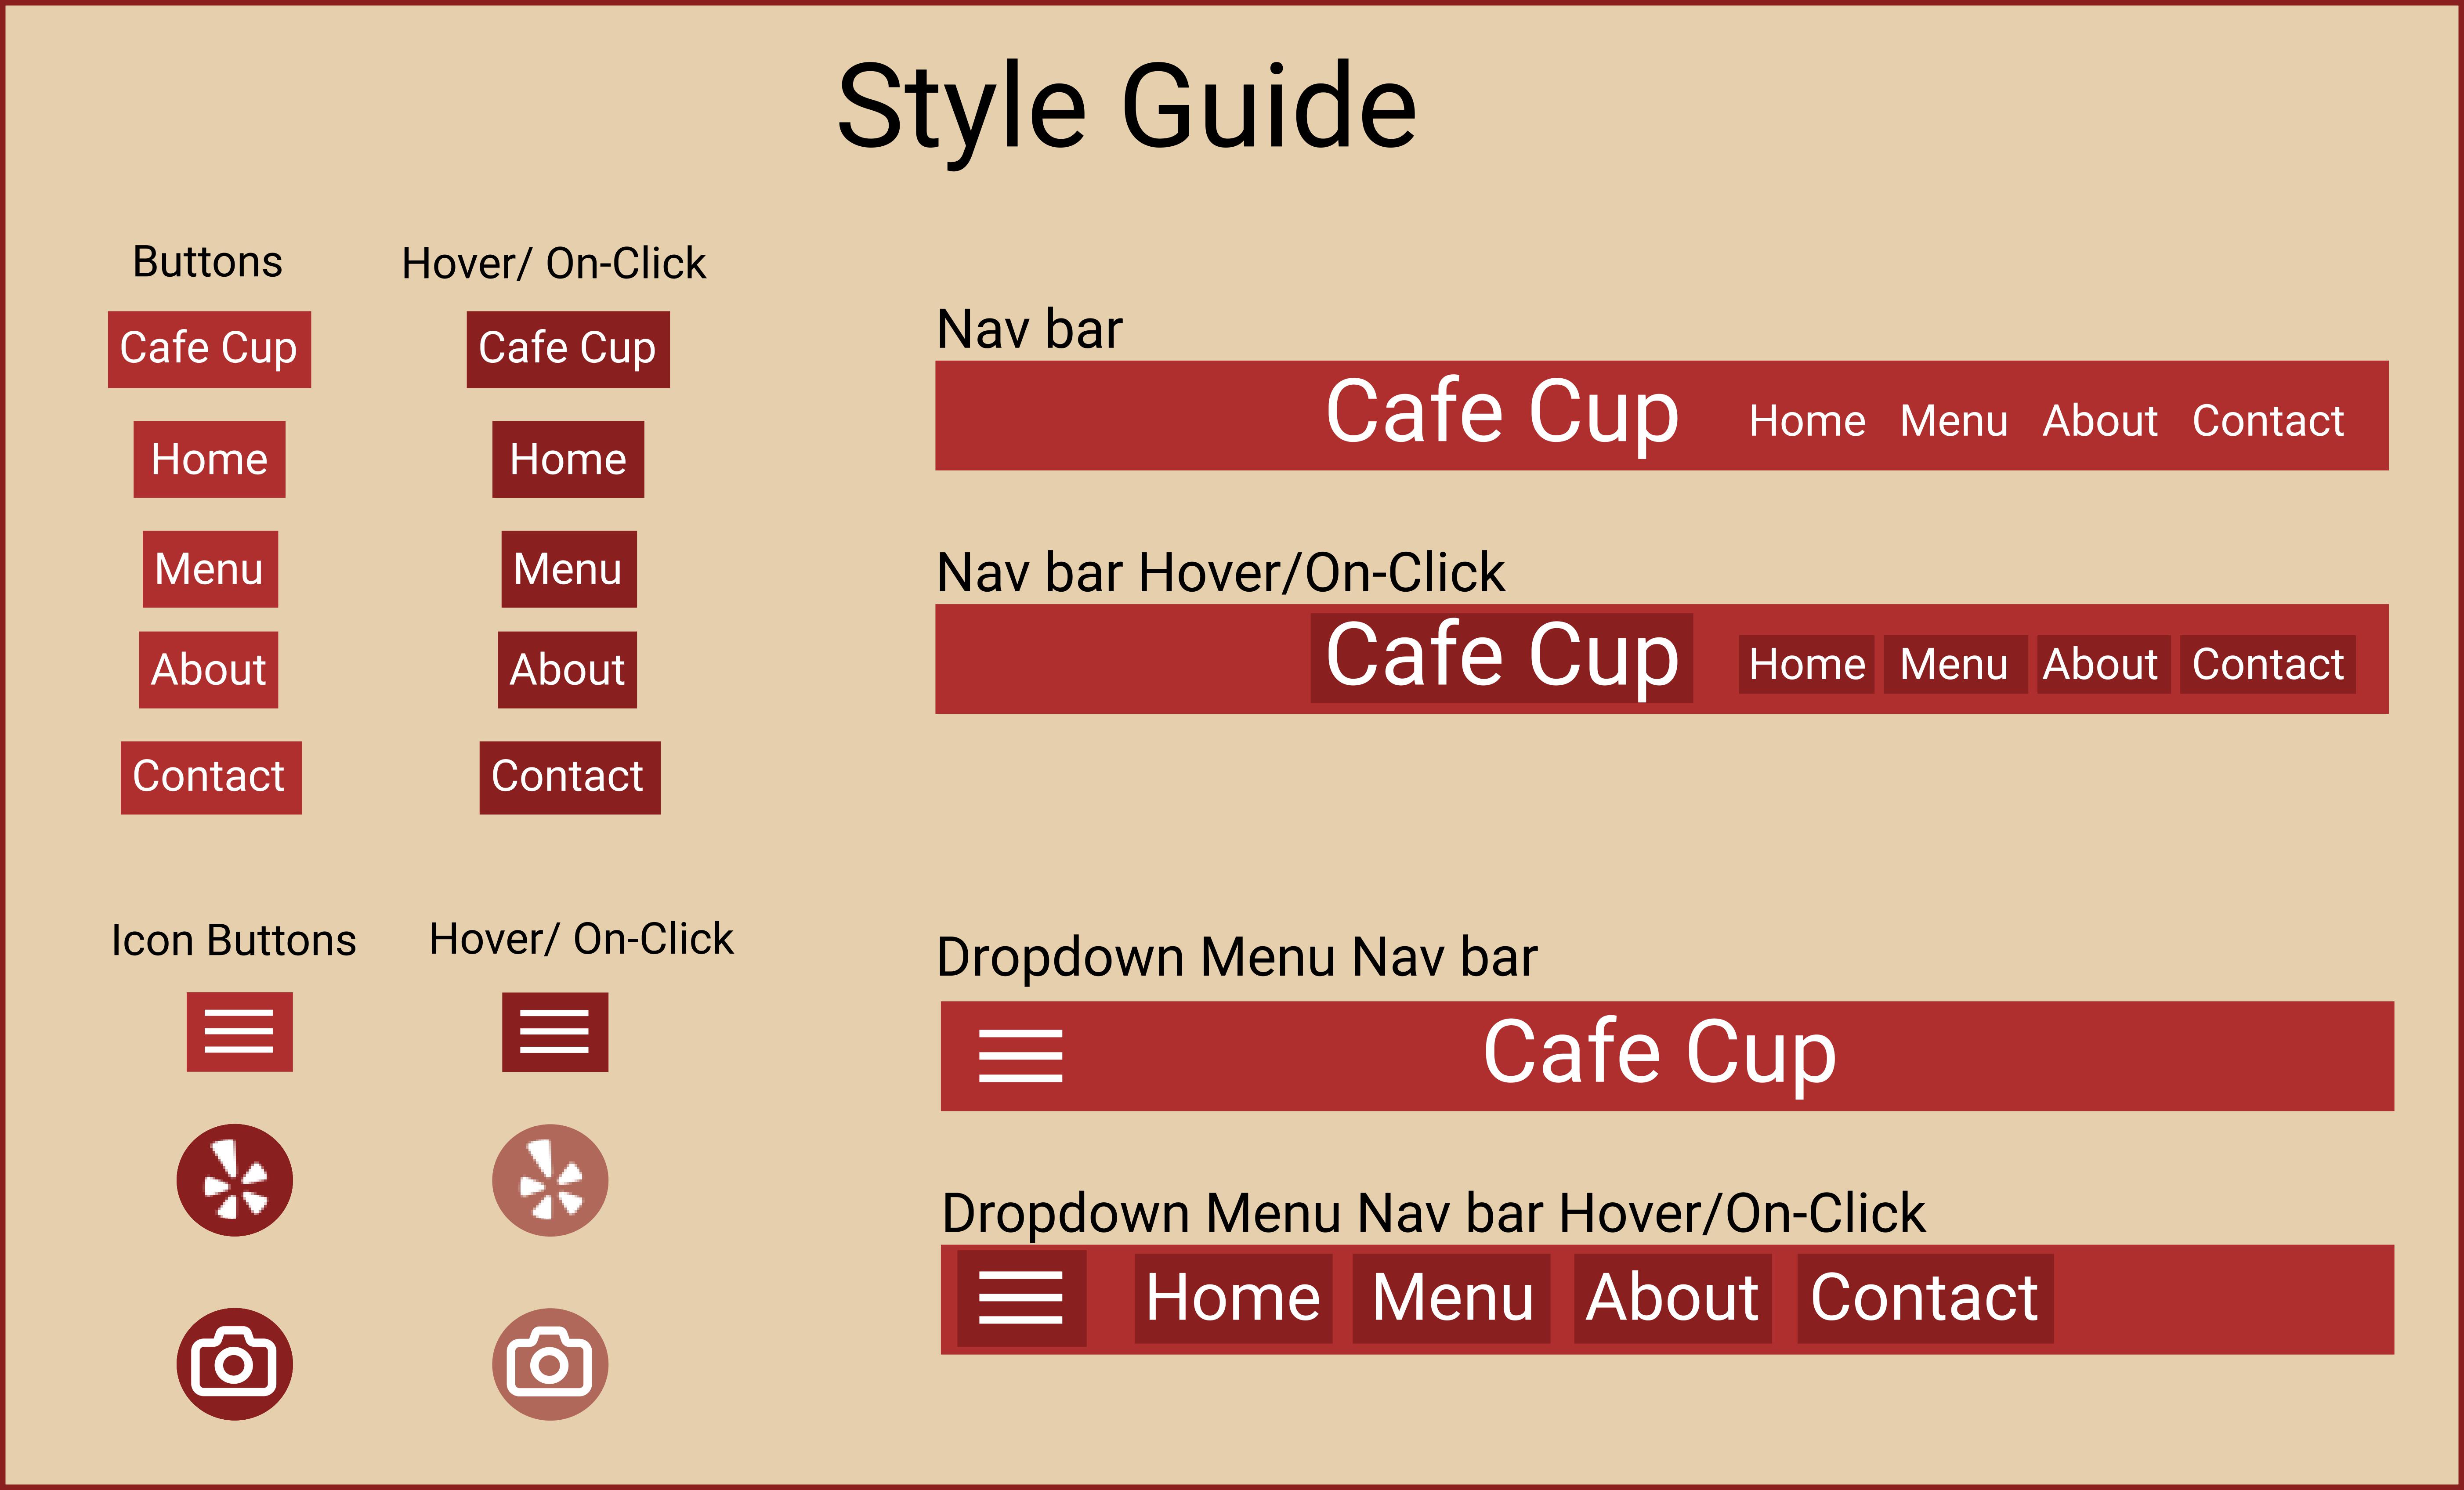 Style Guide
Buttons
Hover/ On-Click
Cafe Cup
Cafe Cup
Home
Home
Menu
Menu
About
About
Contact
Contact
Nav bar
Cafe Cup Home Menu About Contact
Nav bar Hover/On-Click
Cafe Cup Home Menu About Contact
Icon Buttons
Hover/ On-Click
Dropdown Menu Nav bar
Cafe Cup
Dropdown Menu Nav bar Hover/On-Click
Home Menu About Contact